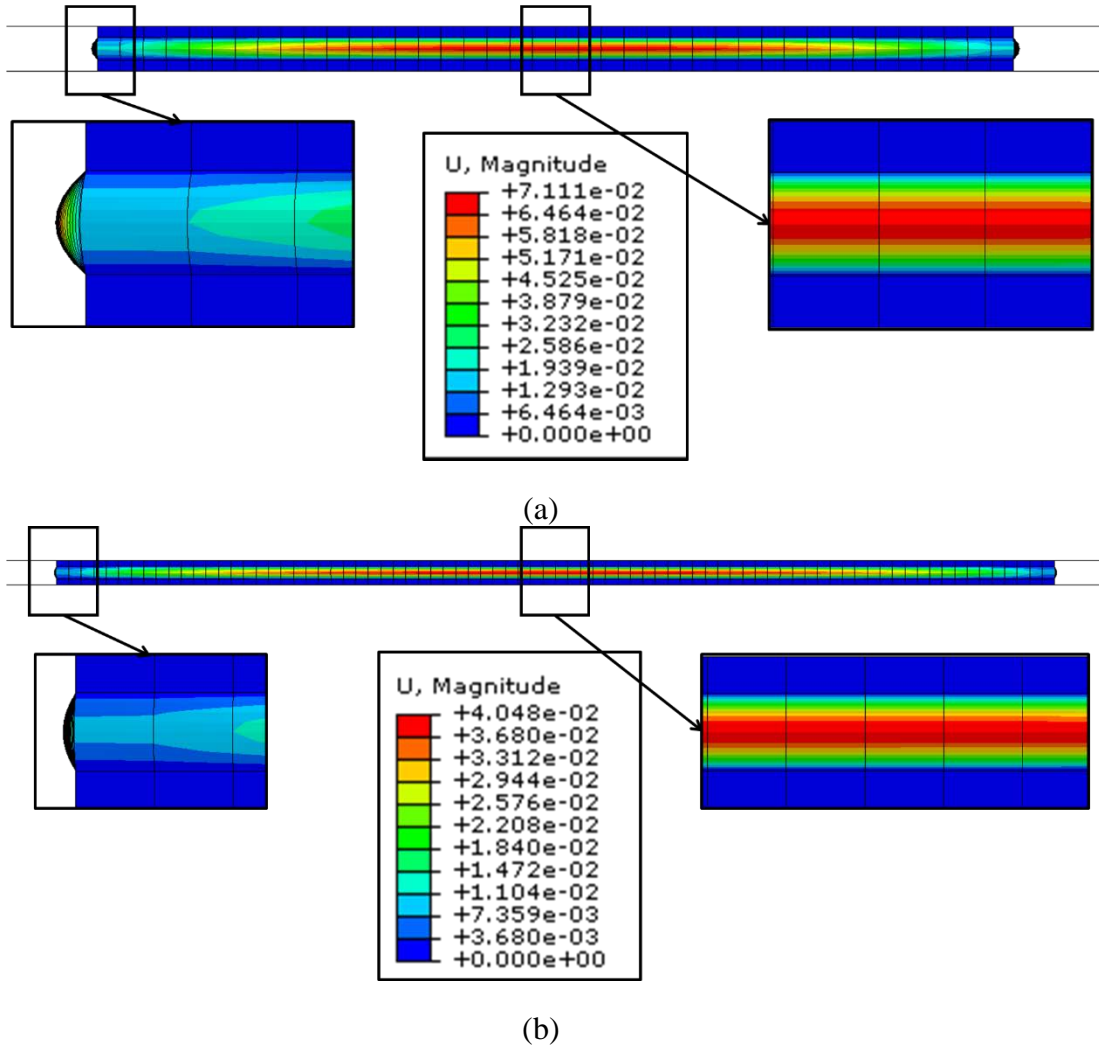 U, Magnitude
+7.111e-02
+6.464e-02
+5.818e-02
+5.171e-02
+4.525e-02
+3.879e-02
+3.232e-02
+2.586e-02
+1.939e-02
+1.293e-02
+6.464e-03
+0.000e+00
(a)
U, Magnitude
+4.048e-02
+3.680e-02
+3.312e-02
+2.944e-02
+2.576e-02
+2.208e-02
+1.840e-02
+1.472e-02
+1.104e-02
+7.359e-03
+3.680e-03
+0.000e+00
(b)